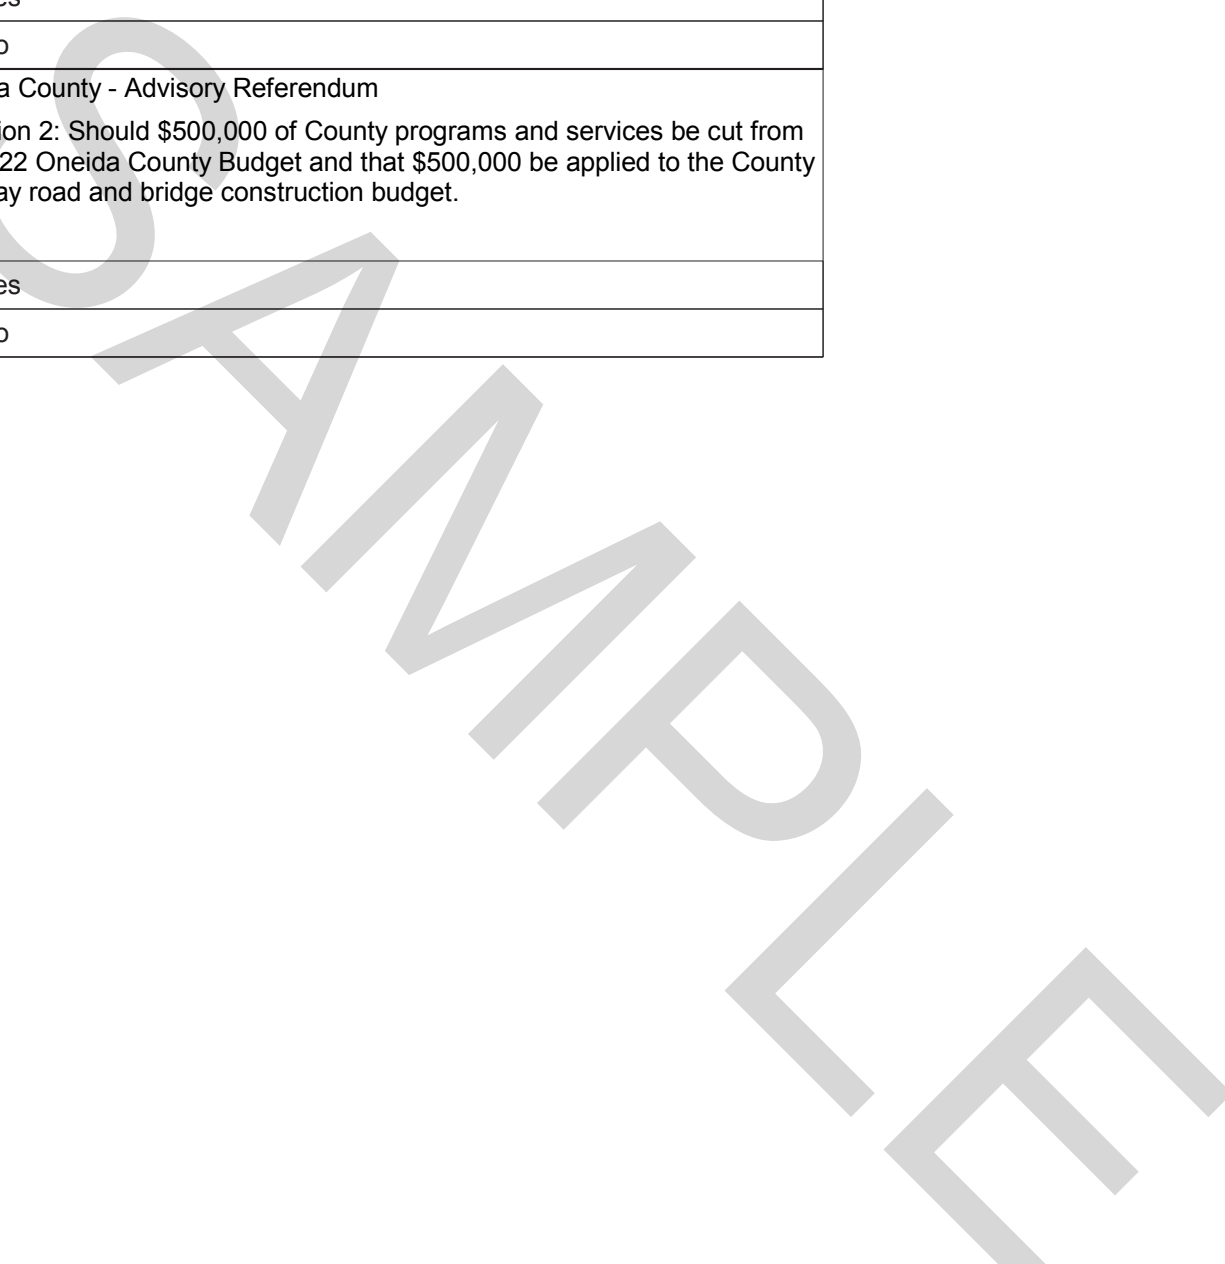 es
o
a County - Advisory Referendum
ion 2: Should $500,000 of County programs and services be cut from
22 Oneida County Budget and that $500,000 be applied to the County
ay road and bridge construction budget.
es
o
SAMPLE